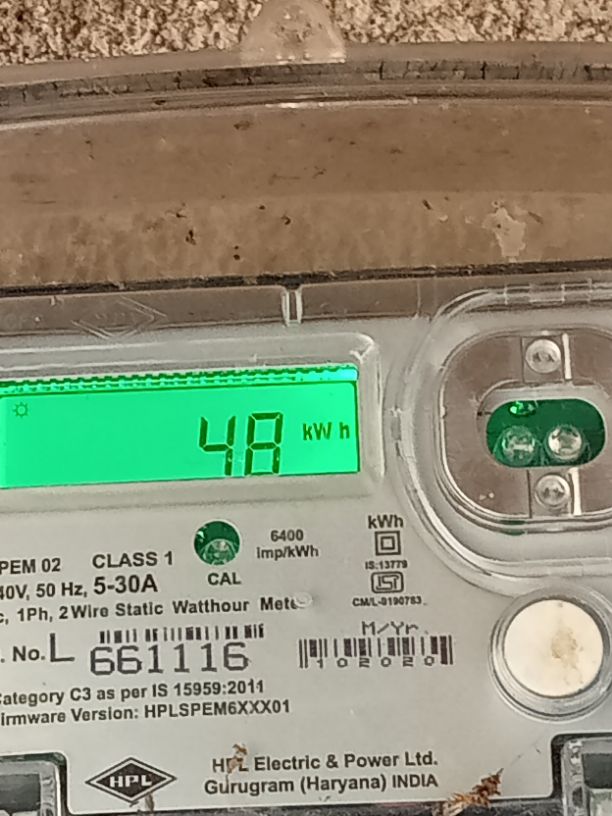 48 kW h
PEM 02 CLASS 1
6400
imp/kWh
kWh
40V, 50 Hz, 5-30A
CAL
IS:13779
c, 1Ph, 2 Wire Static Watthour Mete
CM/L-9190783
. No. L 661116
M/Yr.
102020
Category C3 as per IS 15959:2011
irmware Version: HPLSPEM6XXX01
HPL
HPL Electric & Power Ltd.
Gurugram (Haryana) INDIA